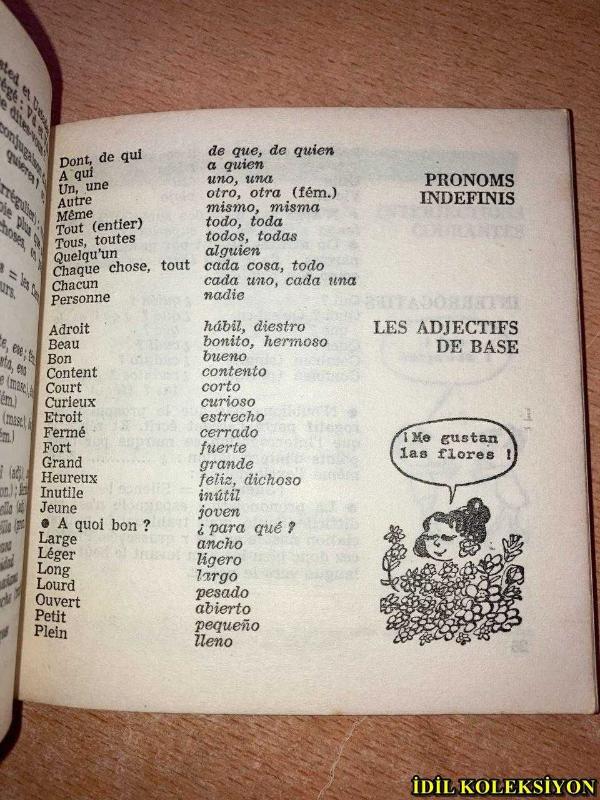 PRONOMS
INDEFINIS
Dont, de qui de que, de quien
A qui a quien
Un, une uno, una
Autre otro, otra (fém.)
Même mismo, misma
Tout (entier) todo, toda
Tous, toutes todos, todas
Quelqu'un alguien
Chaque chose, tout cada cosa, todo
Chacun cada uno, cada una
Personne nadie
LES ADJECTIFS
DE BASE
Adroit hábil, diestro
Beau bonito, hermoso
Bon bueno
Content contento
Court corto
Curieux curioso
Etroit estrecho
Fermé cerrado
Fort fuerte
Grand grande
Heureux feliz, dichoso
Inutile inútil
Jeune joven
● A quoi bon ? ¿ para qué ?
Large ancho
Léger ligero
Long largo
Lourd pesado
Ouvert abierto
Petit pequeño
Plein lleno
¡Me gustan
las flores !
İDİL KOLEKSİYON